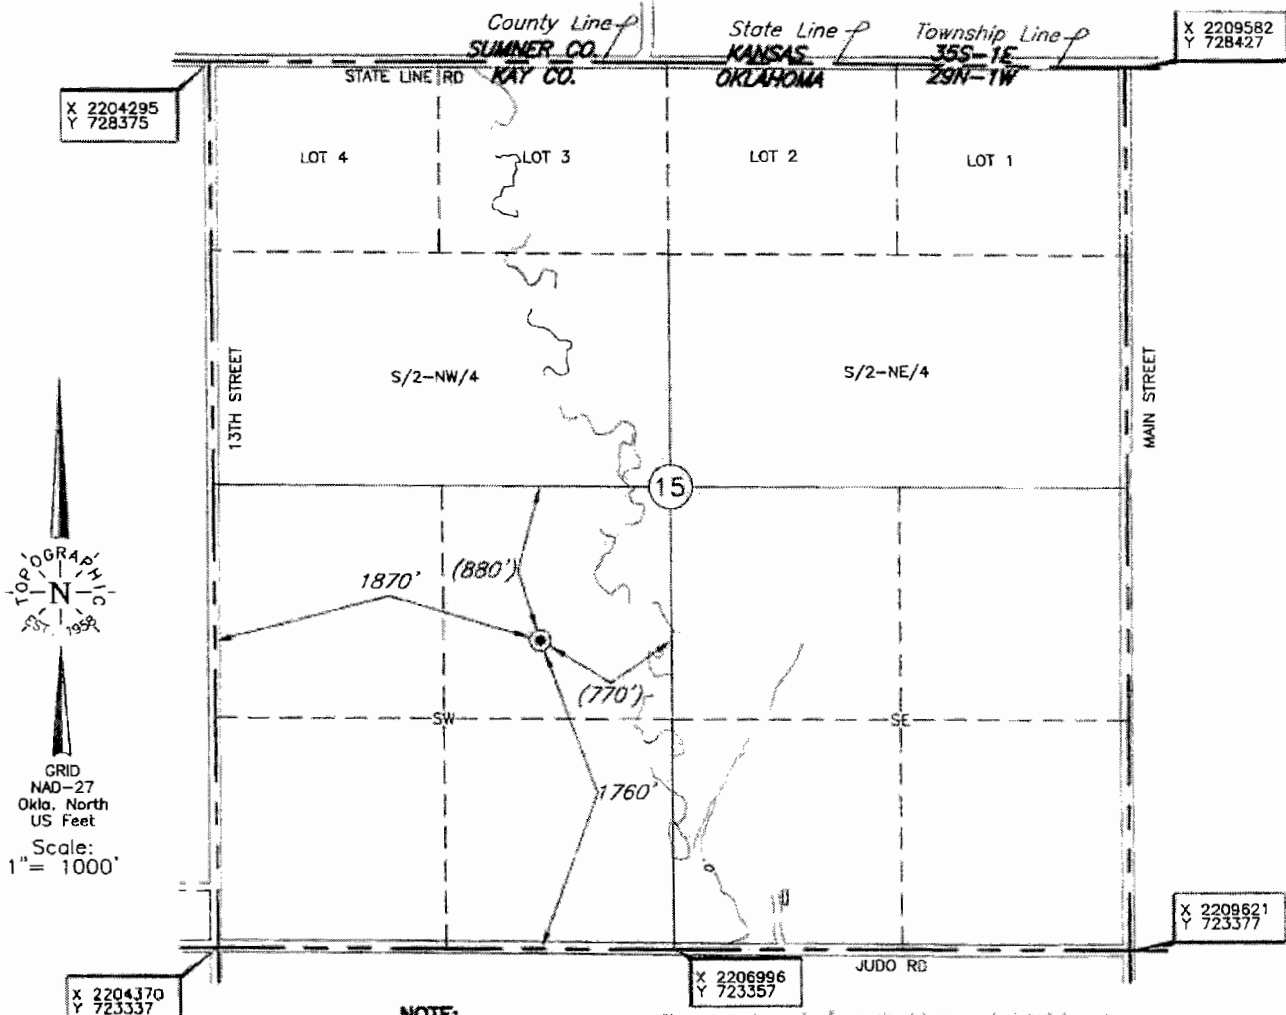 County Line
State Line
Township Line
X 2209582
Y 728427
SUMNER CO.
KANSAS
35S-1E
STATE LINE RD
KAY CO.
OKLAHOMA
29N-1W
X 2204295
Y 728375
LOT 4
LOT 3
LOT 2
LOT 1
13TH STREET
S/2-NW/4
S/2-NE/4
MAIN STREET
15
TOPOGRAPHIC
N
EST. 1958
1870'
(880')
(770')
SW
SE
1760'
GRID
NAD-27
Okla. North
US Feet
Scale:
1"= 1000'
X 2209621
Y 723377
JUDO RD
X 2206996
Y 723357
X 2204370
Y 723337
NOTE: